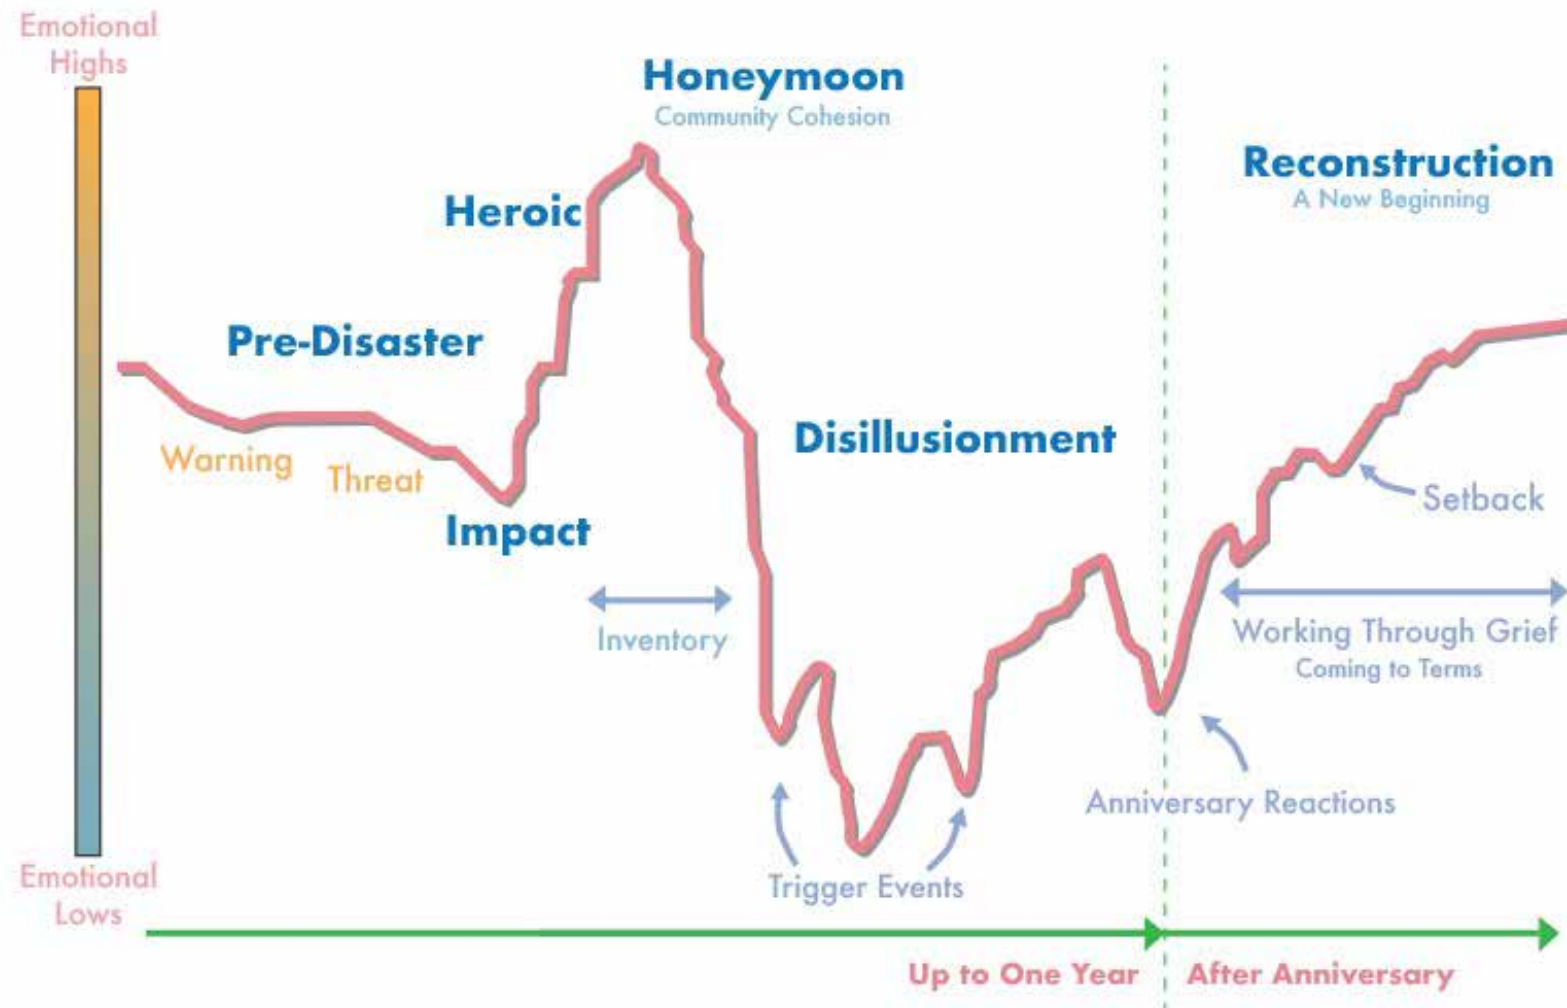 Emotional
Highs
Honeymoon
Community Cohesion
Reconstruction
A New Beginning
Heroic
Pre-Disaster
Disillusionment
Warning
Threat
Setback
Impact
Inventory
Working Through Grief
Coming to Terms
Anniversary Reactions
Trigger Events
Emotional
Lows
Up to One Year
After Anniversary